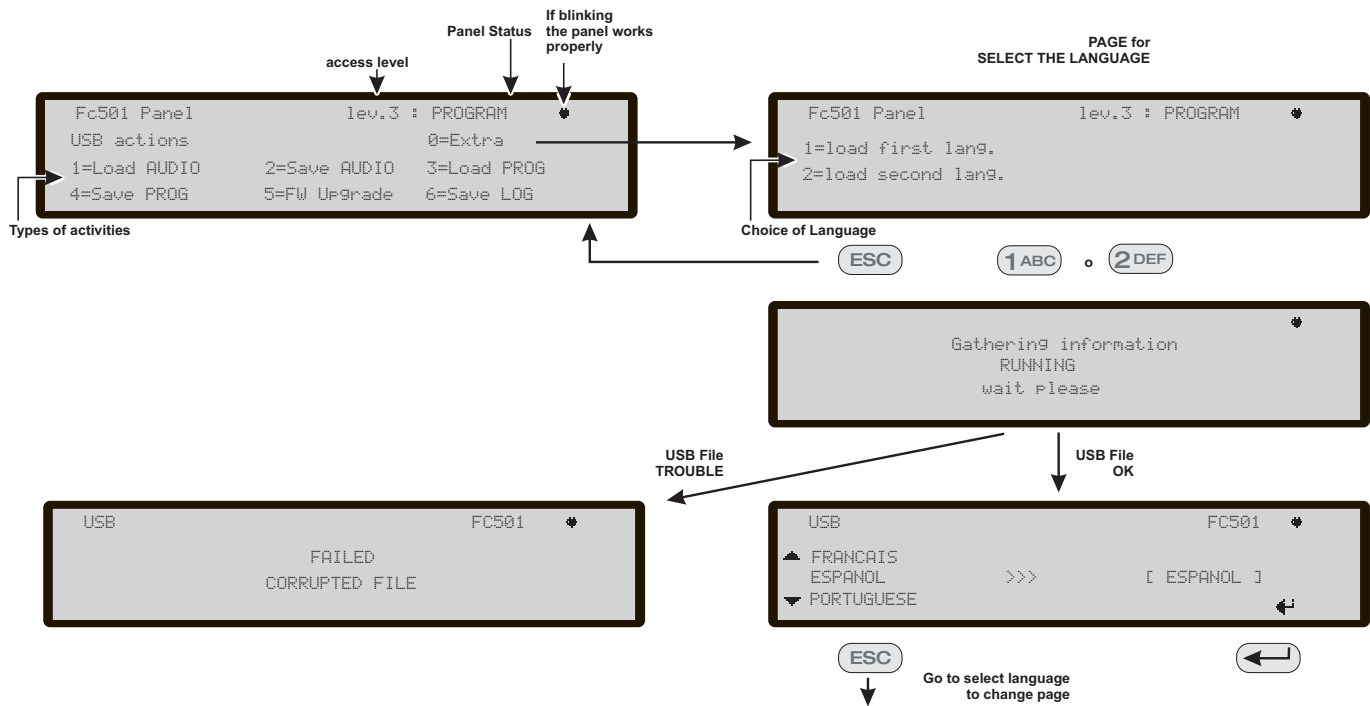 If blinking
the panel works
properly
Panel Status
access level
PAGE for
SELECT THE LANGUAGE
Fc501 Panel lev.3 : PROGRAM
USB actions 0=Extra
1=Load AUDIO 2=Save AUDIO 3=Load PROG
4=Save PROG 5=FW Upgrade 6=Save LOG
Types of activities
Fc501 Panel lev.3 : PROGRAM
1=load first lang.
2=load second lang.
Choice of Language
ESC 1 ABC o 2 DEF
Gathering information
RUNNING
wait please
USB File
TROUBLE
USB File
OK
USB FC501
FAILED
CORRUPTED FILE
USB FC501
FRANCAIS
ESPANOL >>> [ ESPANOL ]
PORTUGUESE
ESC
Go to select language
to change page